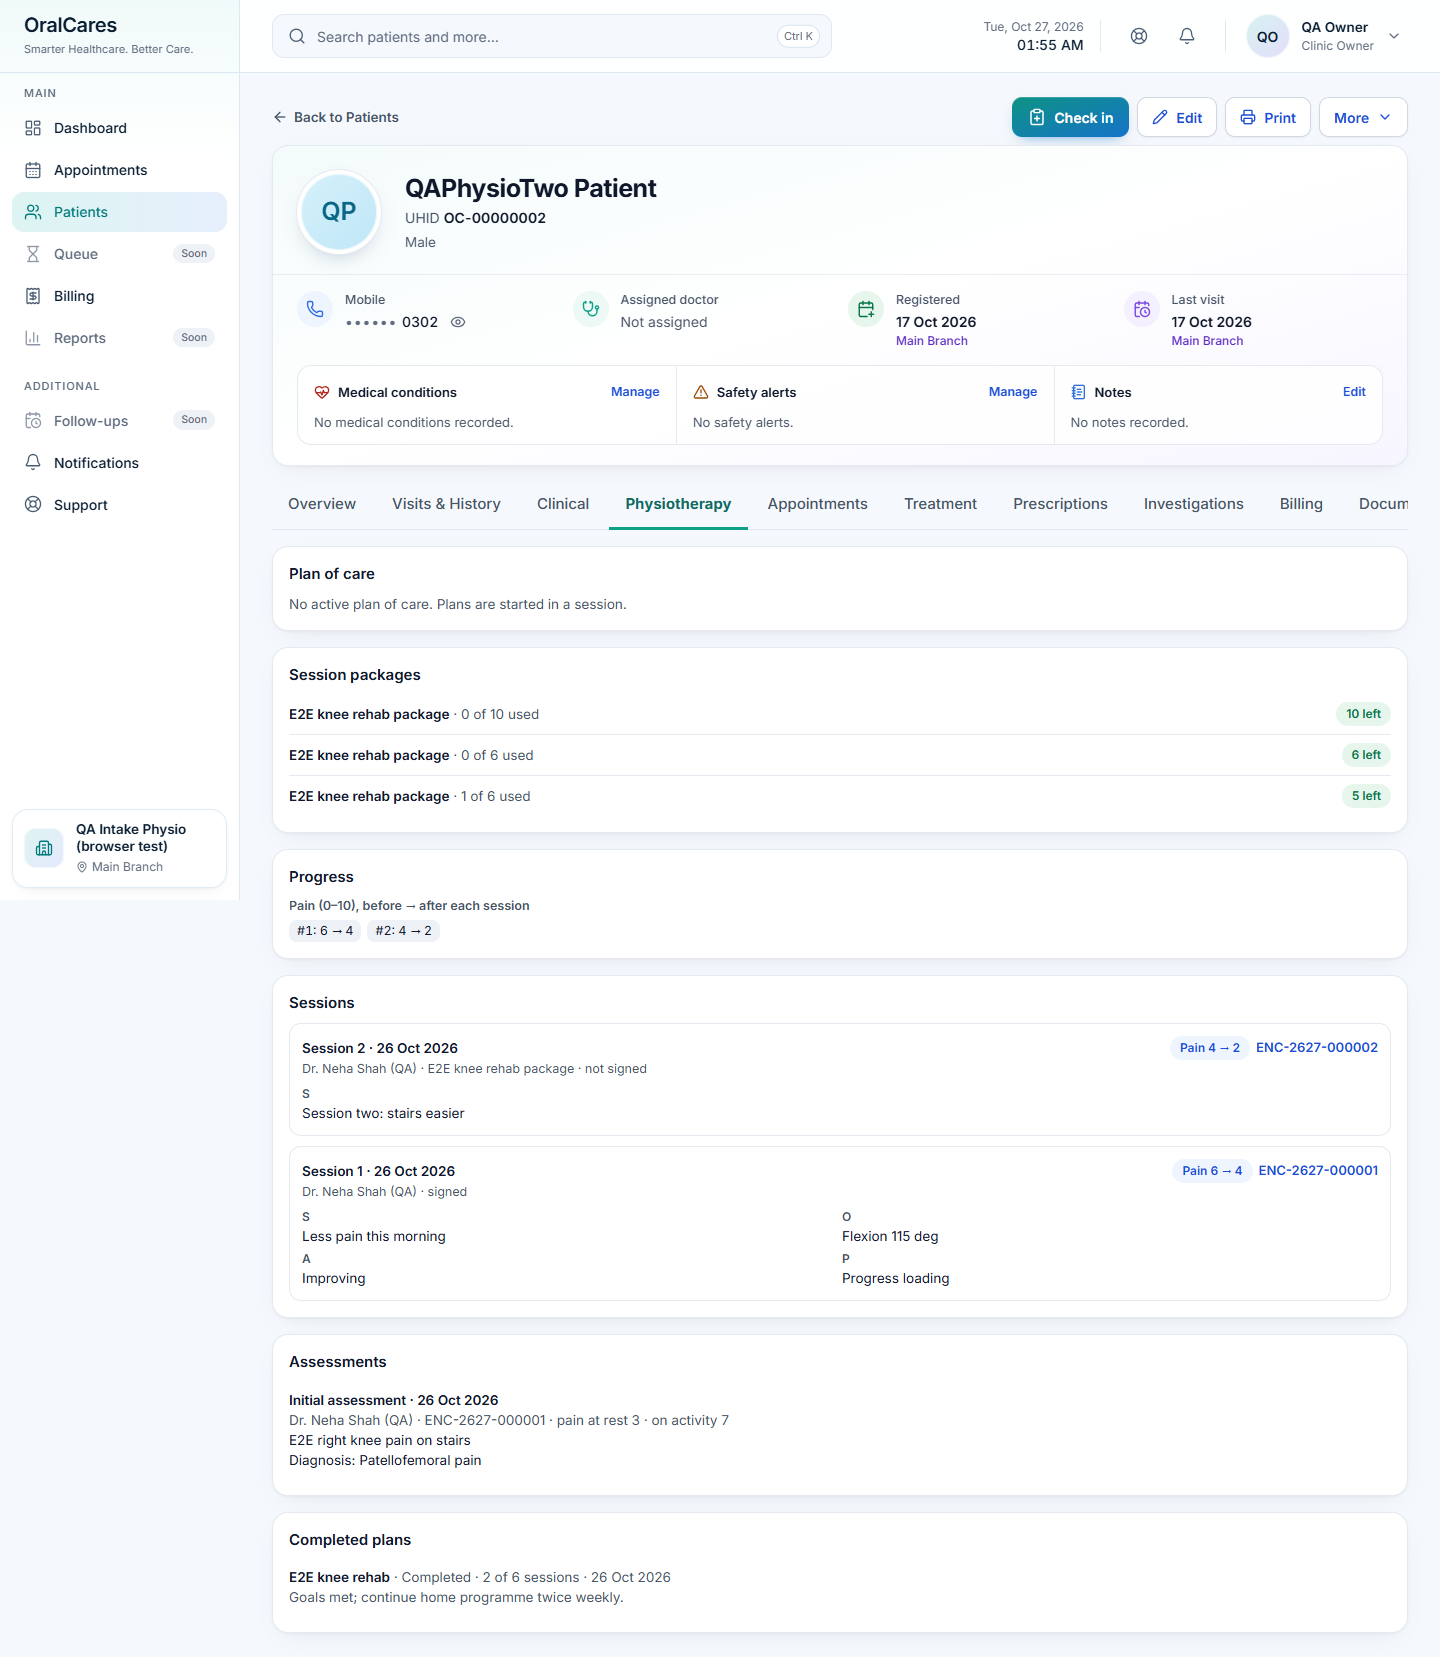 OralCares
Smarter Healthcare. Better Care.
Search patients and more...
Ctrl K
Tue, Oct 27, 2026
01:55 AM
QO
QA Owner
Clinic Owner
MAIN
Dashboard
Appointments
Patients
Queue
Soon
Billing
Reports
Soon
ADDITIONAL
Follow-ups
Soon
Notifications
Support
QA Intake Physio
(browser test)
Main Branch
Back to Patients
Check in
Edit
Print
More
QP
QAPhysioTwo Patient
UHID OC-00000002
Male
Mobile
•••••• 0302
Assigned doctor
Not assigned
Registered
17 Oct 2026
Main Branch
Last visit
17 Oct 2026
Main Branch
Medical conditions
Manage
No medical conditions recorded.
Safety alerts
Manage
No safety alerts.
Notes
Edit
No notes recorded.
Overview
Visits & History
Clinical
Physiotherapy
Appointments
Treatment
Prescriptions
Investigations
Billing
Docum
Plan of care
No active plan of care. Plans are started in a session.
Session packages
E2E knee rehab package · 0 of 10 used
10 left
E2E knee rehab package · 0 of 6 used
6 left
E2E knee rehab package · 1 of 6 used
5 left
Progress
Pain (0–10), before → after each session
#1: 6 → 4
#2: 4 → 2
Sessions
Session 2 · 26 Oct 2026
Pain 4 → 2
ENC-2627-000002
Dr. Neha Shah (QA) · E2E knee rehab package · not signed
S
Session two: stairs easier
Session 1 · 26 Oct 2026
Pain 6 → 4
ENC-2627-000001
Dr. Neha Shah (QA) · signed
S
Less pain this morning
O
Flexion 115 deg
A
Improving
P
Progress loading
Assessments
Initial assessment · 26 Oct 2026
Dr. Neha Shah (QA) · ENC-2627-000001 · pain at rest 3 · on activity 7
E2E right knee pain on stairs
Diagnosis: Patellofemoral pain
Completed plans
E2E knee rehab · Completed · 2 of 6 sessions · 26 Oct 2026
Goals met; continue home programme twice weekly.